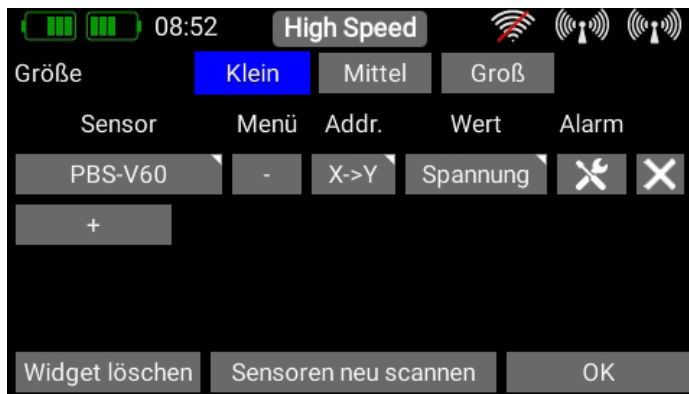 08:52 High Speed
Größe Klein Mittel Groß
Sensor Menü Addr. Wert Alarm
PBS-V60 - X->Y Spannung
+
Widget löschen Sensoren neu scannen OK